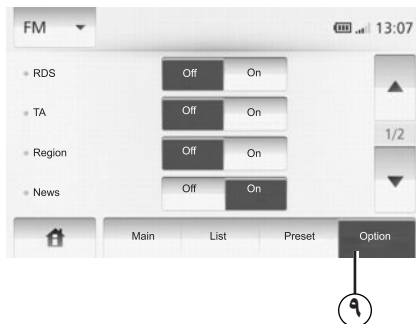 FM 13:07
RDS Off On
TA Off On
1/2
Region Off On
News Off On
Main List Preset Option
٩